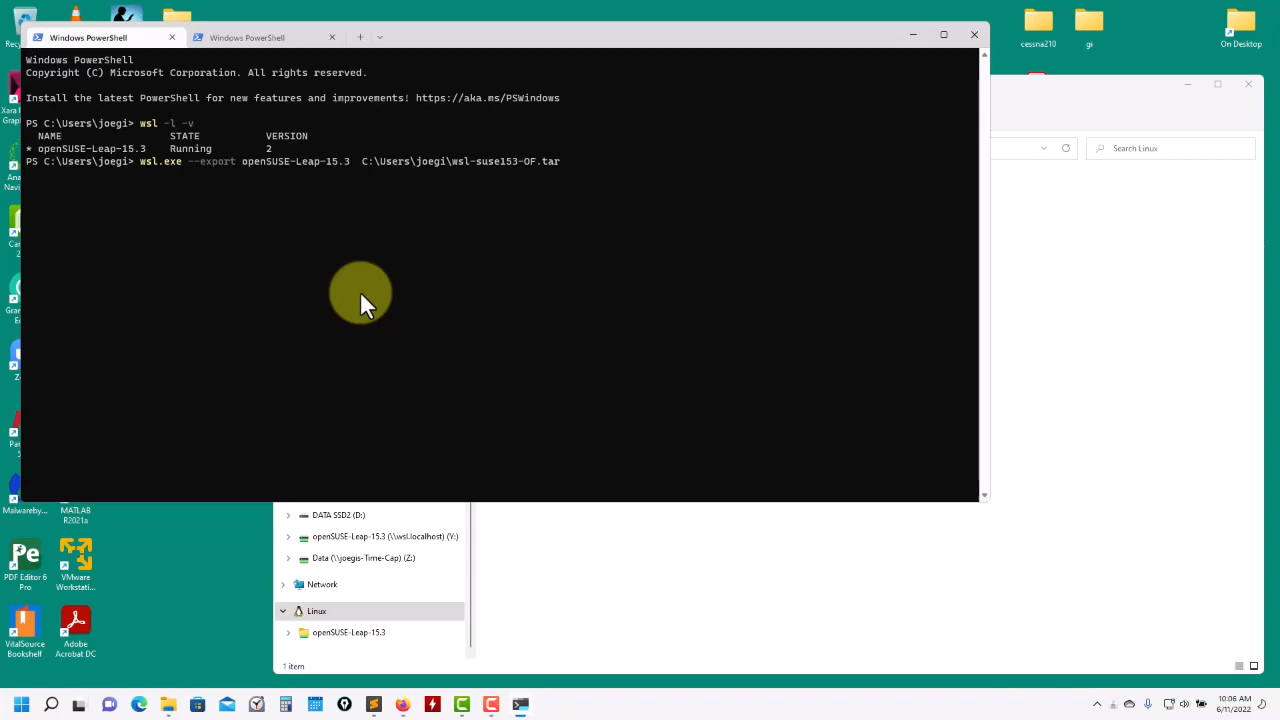 Windows PowerShell
Windows PowerShell
Windows PowerShell
Copyright (C) Microsoft Corporation. All rights reserved.
Install the latest PowerShell for new features and improvements! https://aka.ms/PSWindows
PS C:\Users\joegi> wsl -l -v
NAME STATE VERSION
* openSUSE-Leap-15.3 Running 2
PS C:\Users\joegi> wsl.exe --export openSUSE-Leap-15.3 C:\Users\joegi\wsl-suse153-OF.tar
cessna210
gi
On Desktop
Search Linux
DATA SSD2 (D:)
openSUSE-Leap-15.3 (\\wsl.localhost) (Y:)
Data (\\joegis-Time-Cap) (Z:)
Network
Linux
openSUSE-Leap-15.3
1 item
Malwareby...
MATLAB
R2021a
PDF Editor 6
Pro
VMware
Workstati...
VitalSource
Bookshelf
Adobe
Acrobat DC
10:06 AM
6/11/2022